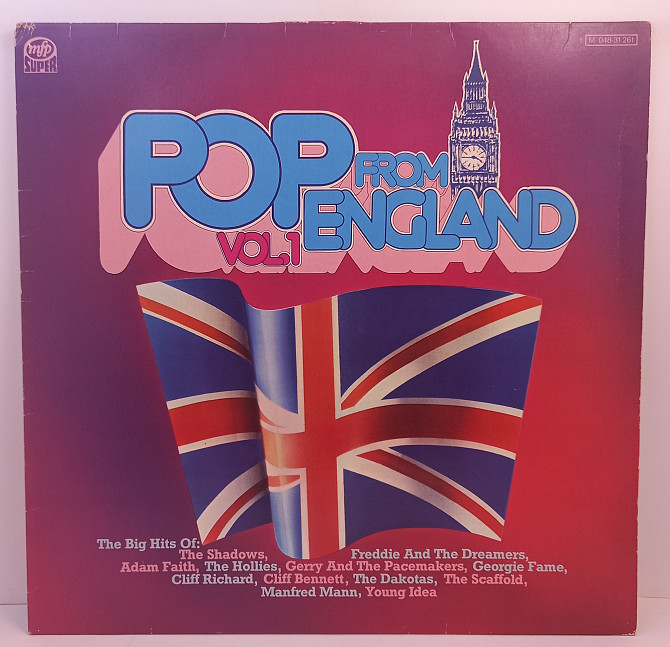 mfp
SUPER
1 M 048-31 261
POP FROM
VOL.1 ENGLAND
The Big Hits Of:
The Shadows, Freddie And The Dreamers,
Adam Faith, The Hollies, Gerry And The Pacemakers, Georgie Fame,
Cliff Richard, Cliff Bennett, The Dakotas, The Scaffold,
Manfred Mann, Young Idea